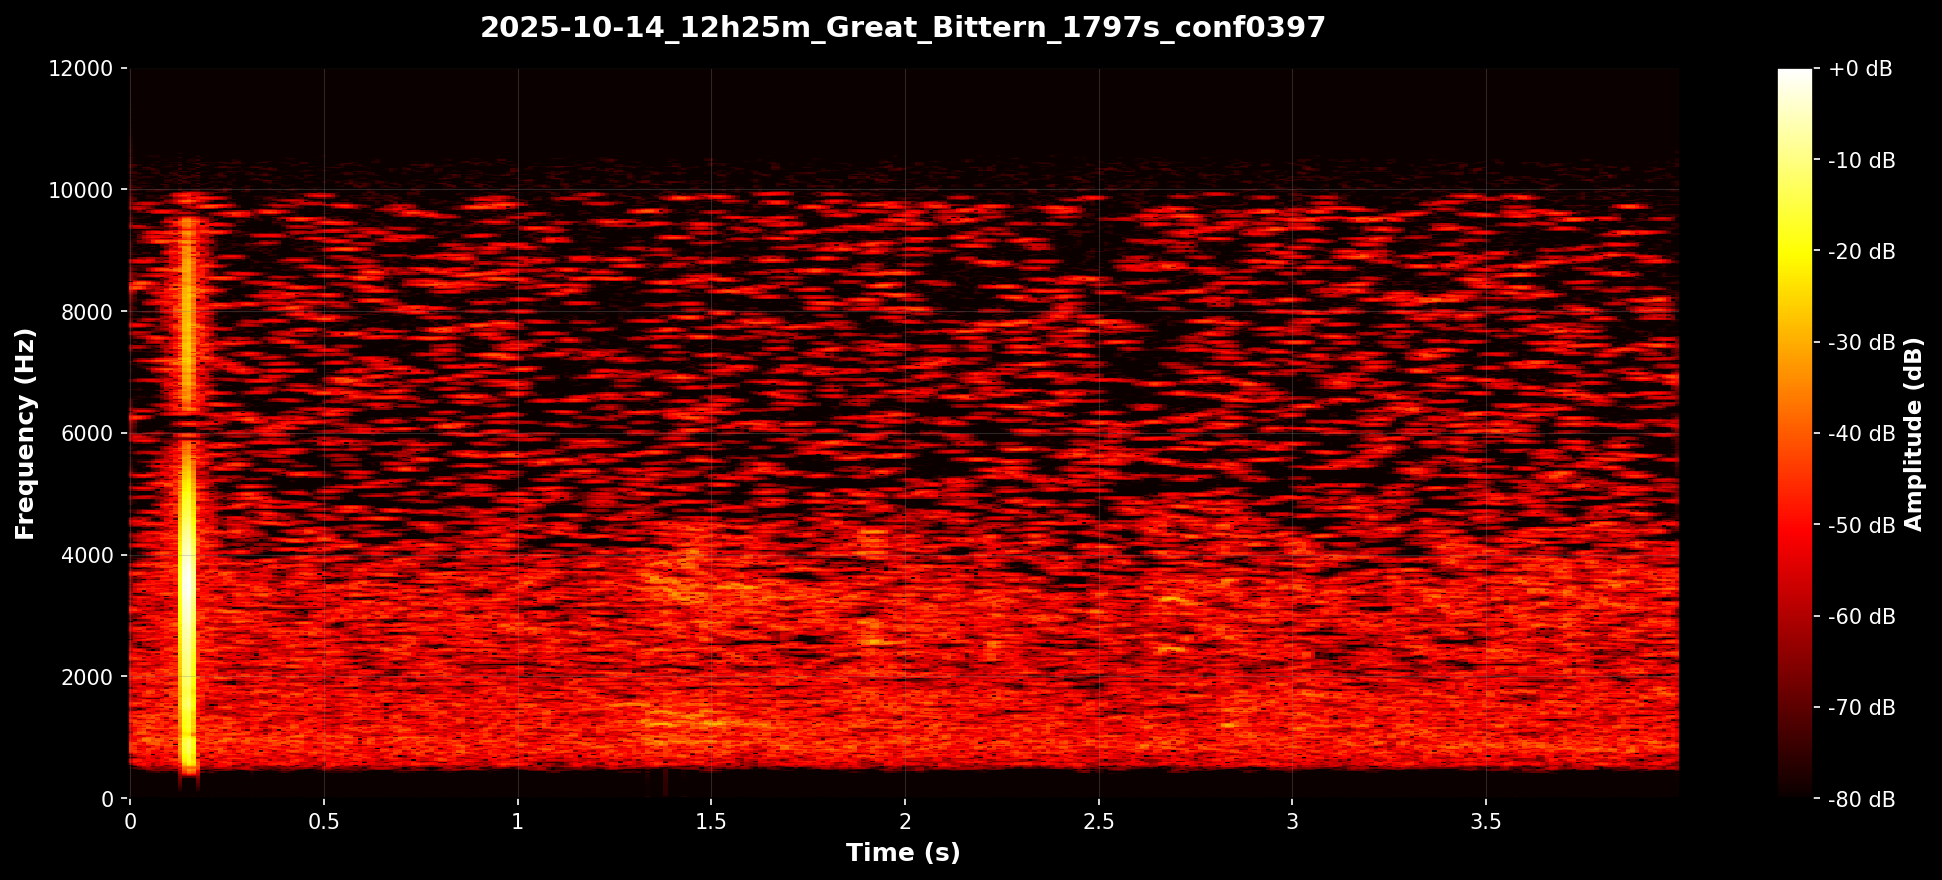 2025-10-14_12h25m_Great_Bittern_1797s_conf0397
12000
10000
8000
6000
4000
2000
0
Frequency (Hz)
0
0.5
1
1.5
2
2.5
3
3.5
Time (s)
+0 dB
-10 dB
-20 dB
-30 dB
-40 dB
-50 dB
-60 dB
-70 dB
-80 dB
Amplitude (dB)